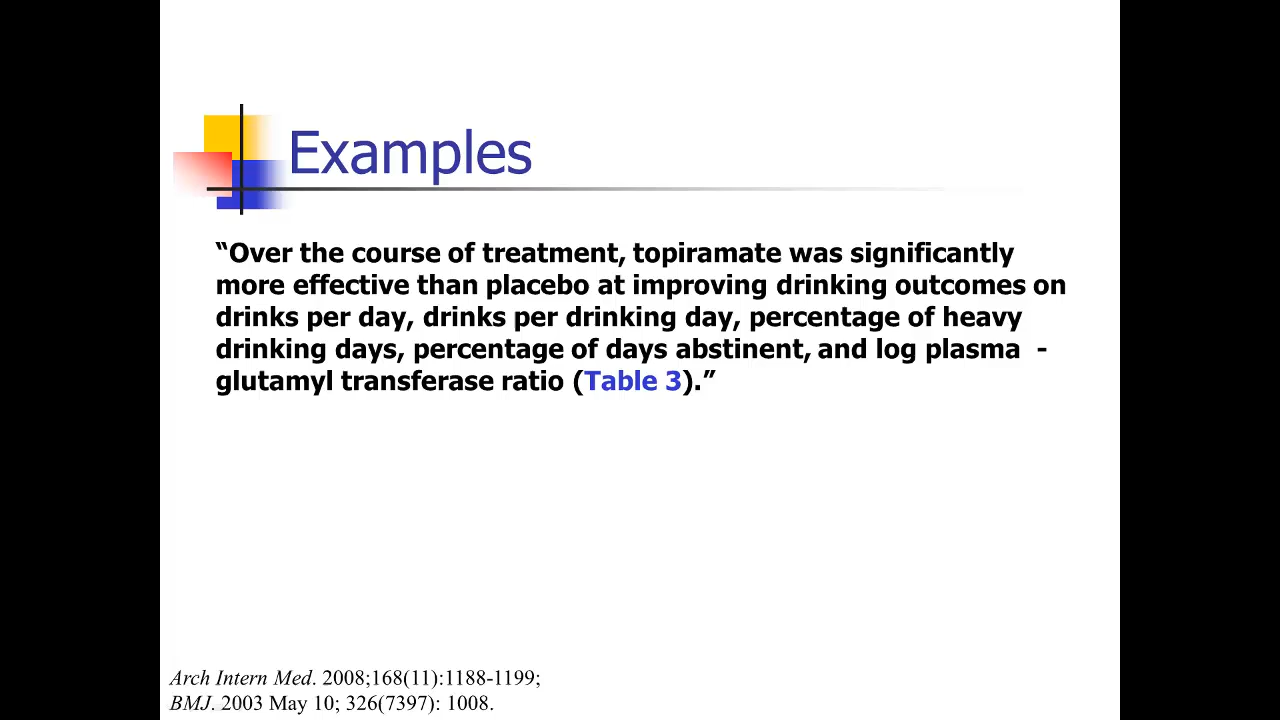 Examples
“Over the course of treatment, topiramate was significantly
more effective than placebo at improving drinking outcomes on
drinks per day, drinks per drinking day, percentage of heavy
drinking days, percentage of days abstinent, and log plasma -
glutamyl transferase ratio (Table 3).”
Arch Intern Med. 2008;168(11):1188-1199;
BMJ. 2003 May 10; 326(7397): 1008.